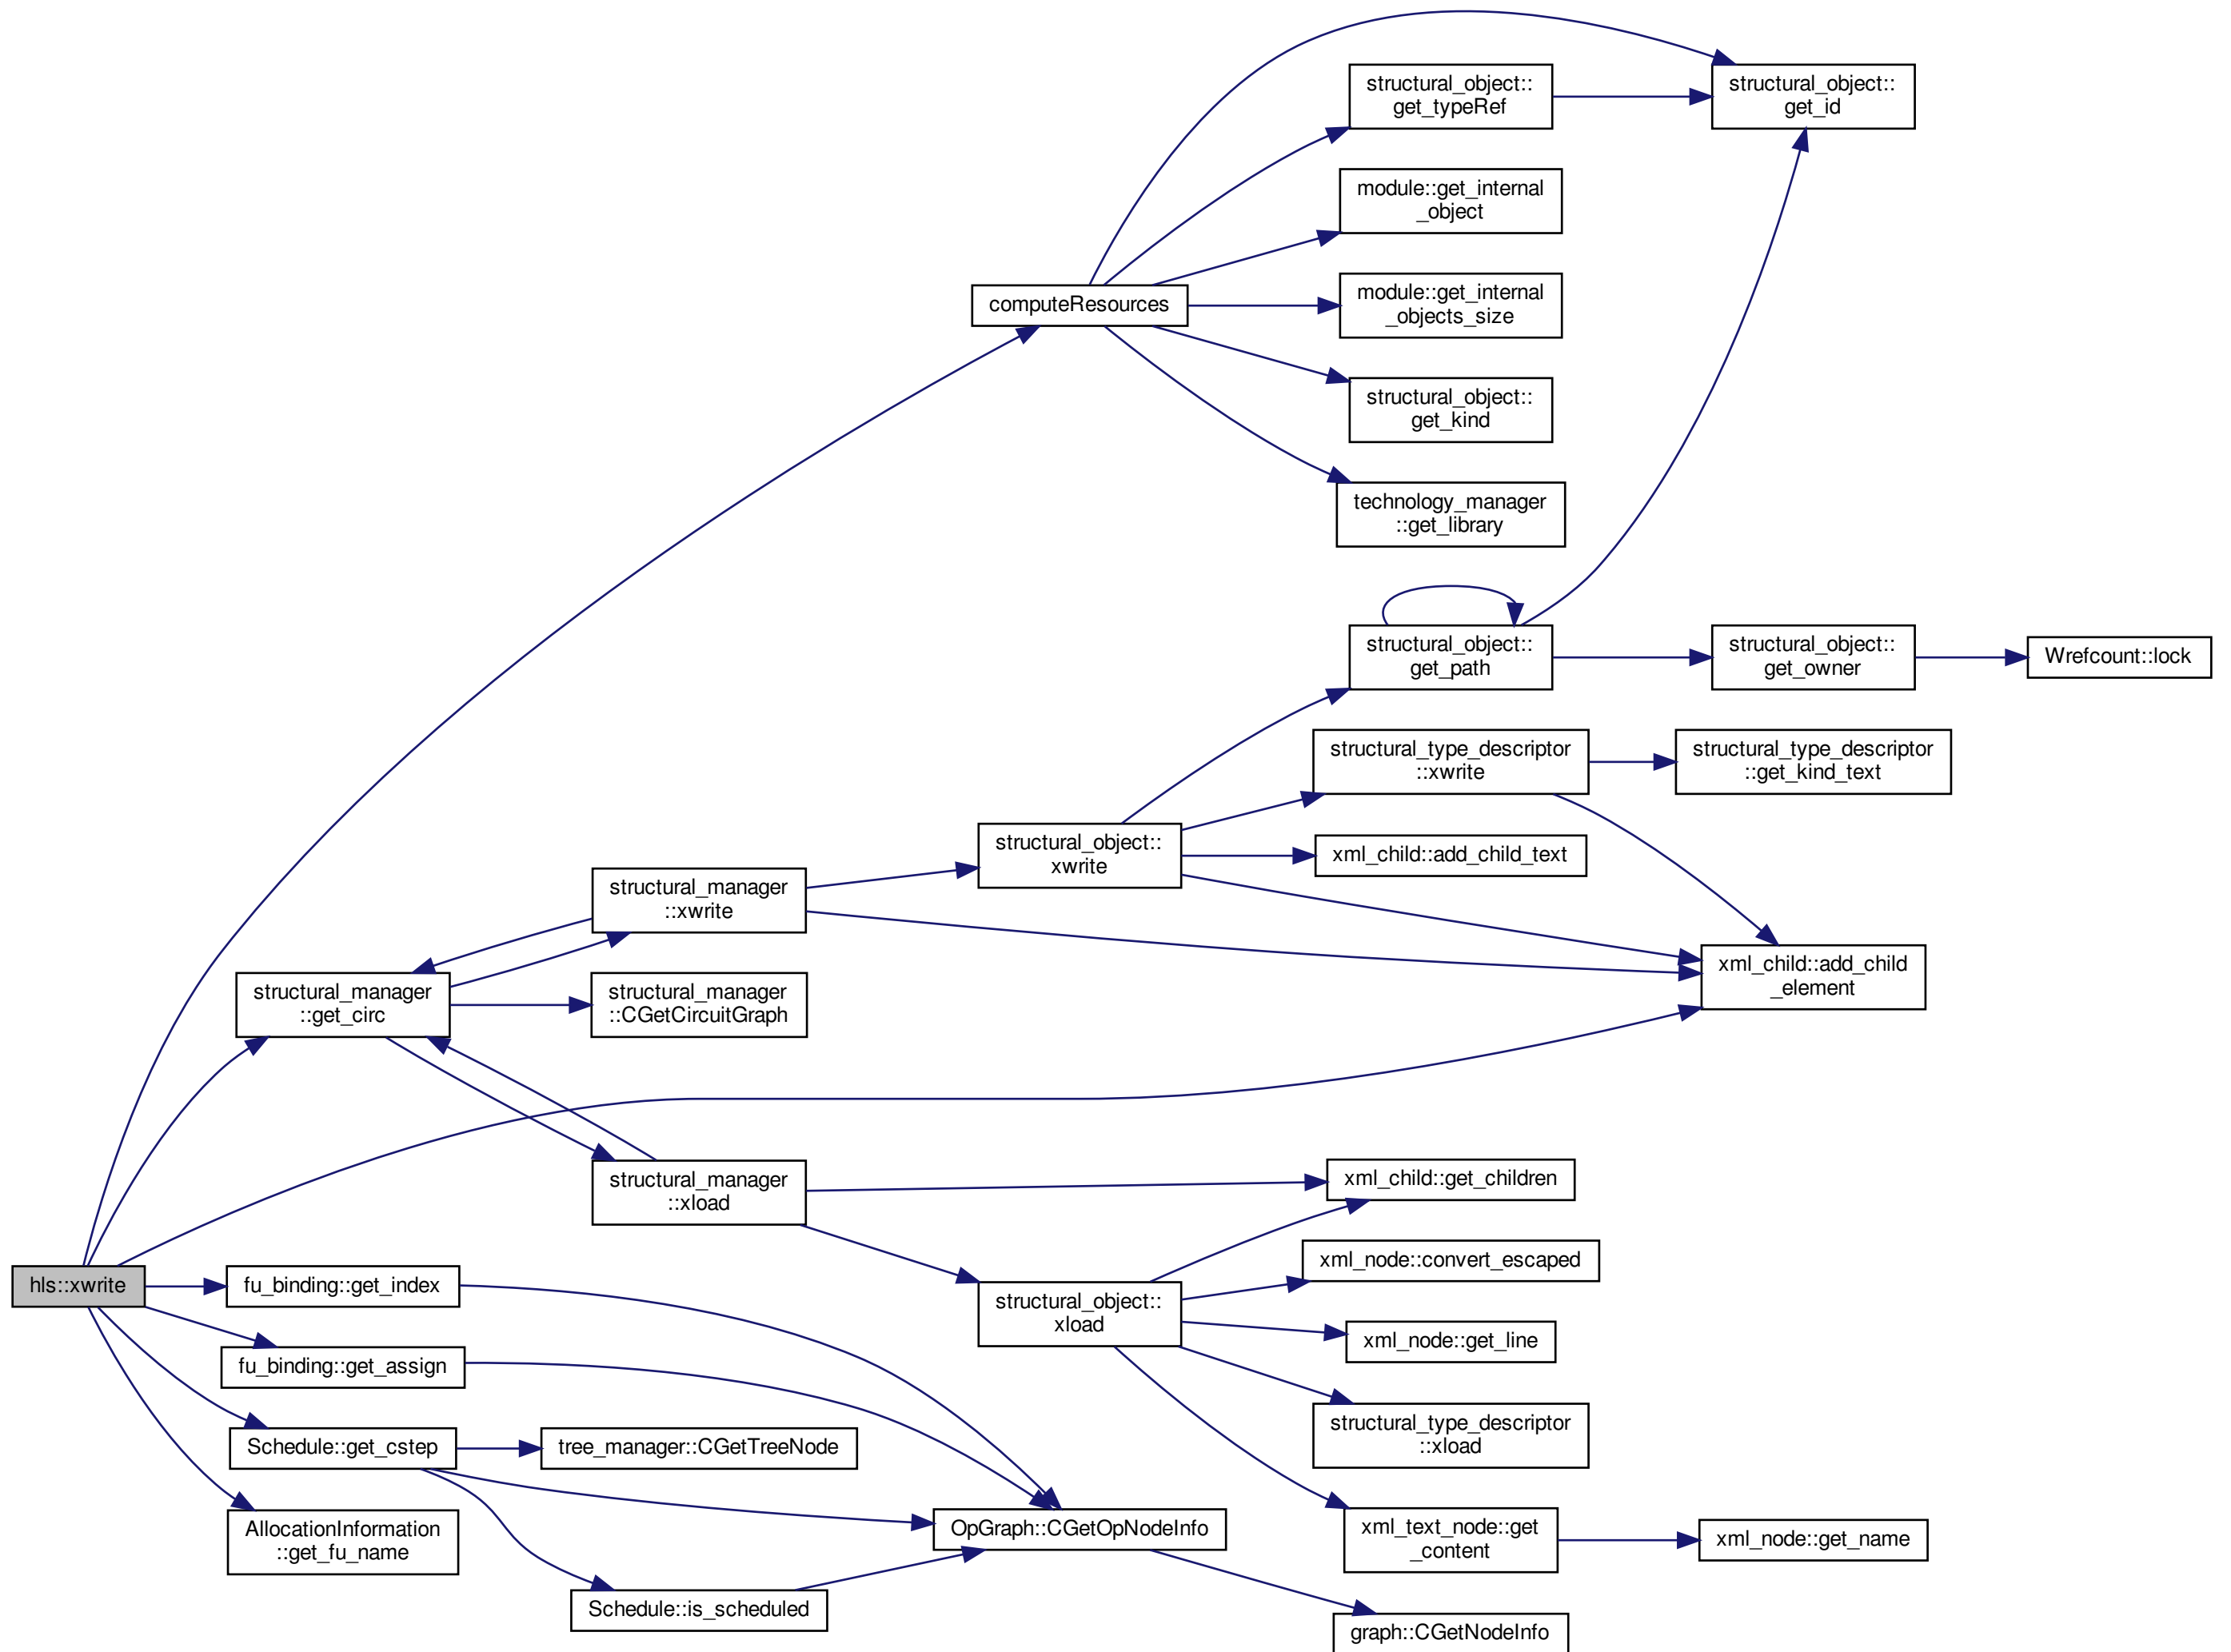 structural_object::
get_typeRef
structural_object::
get_id
module::get_internal
_object
computeResources
module::get_internal
_objects_size
structural_object::
get_kind
technology_manager
::get_library
structural_object::
get_path
structural_object::
get_owner
Wrefcount::lock
structural_type_descriptor
::xwrite
structural_type_descriptor
::get_kind_text
structural_object::
xwrite
xml_child::add_child_text
structural_manager
::xwrite
xml_child::add_child
_element
structural_manager
::get_circ
structural_manager
::CGetCircuitGraph
structural_manager
::xload
xml_child::get_children
xml_node::convert_escaped
hls::xwrite
fu_binding::get_index
structural_object::
xload
xml_node::get_line
fu_binding::get_assign
structural_type_descriptor
::xload
Schedule::get_cstep
tree_manager::CGetTreeNode
AllocationInformation
::get_fu_name
OpGraph::CGetOpNodeInfo
xml_text_node::get
_content
xml_node::get_name
Schedule::is_scheduled
graph::CGetNodeInfo